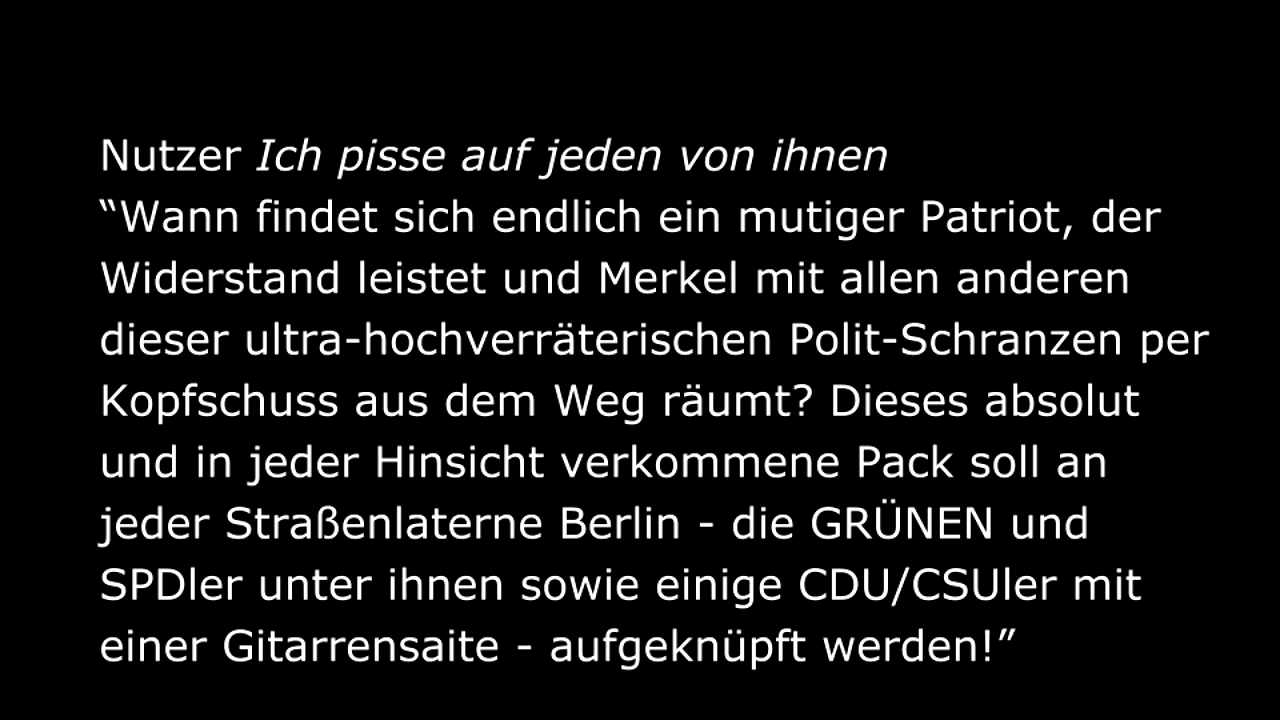 Nutzer Ich pisse auf jeden von ihnen
“Wann findet sich endlich ein mutiger Patriot, der
Widerstand leistet und Merkel mit allen anderen
dieser ultra-hochverräterischen Polit-Schranzen per
Kopfschuss aus dem Weg räumt? Dieses absolut
und in jeder Hinsicht verkommene Pack soll an
jeder Straßenlaterne Berlin - die GRÜNEN und
SPDler unter ihnen sowie einige CDU/CSUler mit
einer Gitarrensaite - aufgeknüpft werden!”